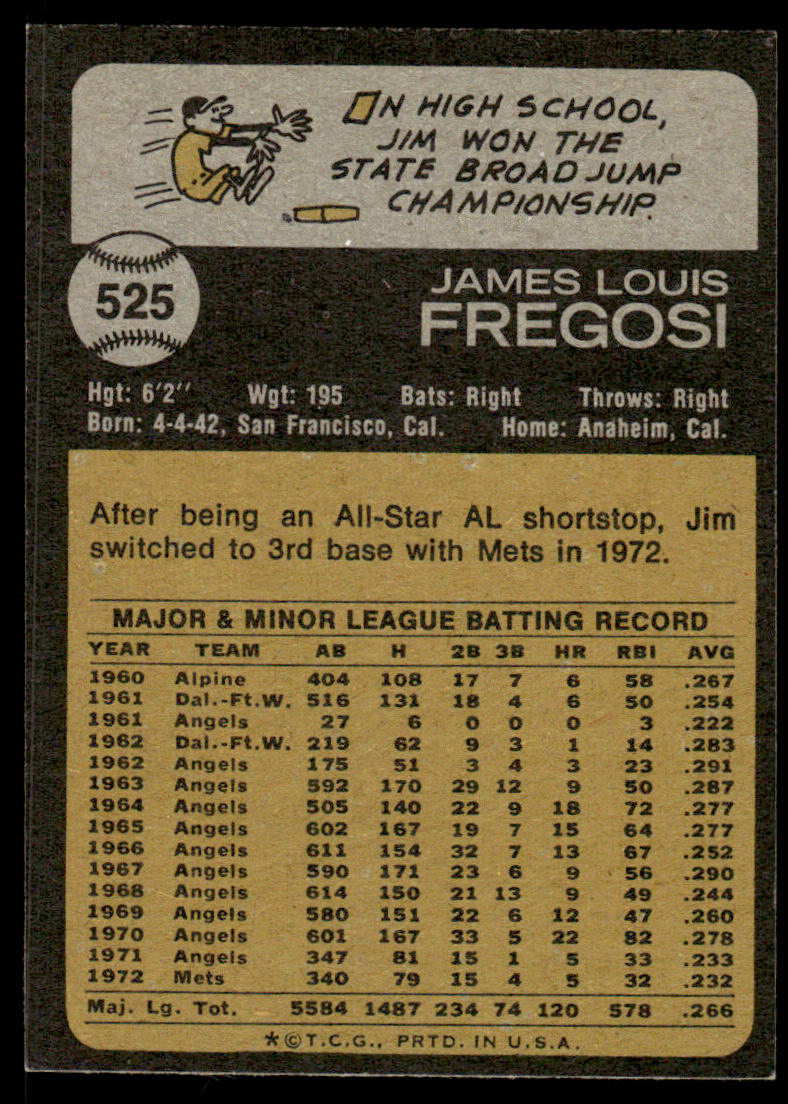 IN HIGH SCHOOL,
JIM WON THE
STATE BROAD JUMP
CHAMPIONSHIP.
525
JAMES LOUIS
FREGOSI
Hgt: 6'2" Wgt: 195 Bats: Right Throws: Right
Born: 4-4-42, San Francisco, Cal. Home: Anaheim, Cal.
After being an All-Star AL shortstop, Jim
switched to 3rd base with Mets in 1972.
MAJOR & MINOR LEAGUE BATTING RECORD
YEAR TEAM AB H 2B 3B HR RBI AVG
1960 Alpine 404 108 17 7 6 58 .267
1961 Dal.-Ft.W. 516 131 18 4 6 50 .254
1961 Angels 27 6 0 0 0 3 .222
1962 Dal.-Ft.W. 219 62 9 3 1 14 .283
1962 Angels 175 51 3 4 3 23 .291
1963 Angels 592 170 29 12 9 50 .287
1964 Angels 505 140 22 9 18 72 .277
1965 Angels 602 167 19 7 15 64 .277
1966 Angels 611 154 32 7 13 67 .252
1967 Angels 590 171 23 6 9 56 .290
1968 Angels 614 150 21 13 9 49 .244
1969 Angels 580 151 22 6 12 47 .260
1970 Angels 601 167 33 5 22 82 .278
1971 Angels 347 81 15 1 5 33 .233
1972 Mets 340 79 15 4 5 32 .232
Maj. Lg. Tot. 5584 1487 234 74 120 578 .266
*©T.C.G., PRTD. IN U.S.A.